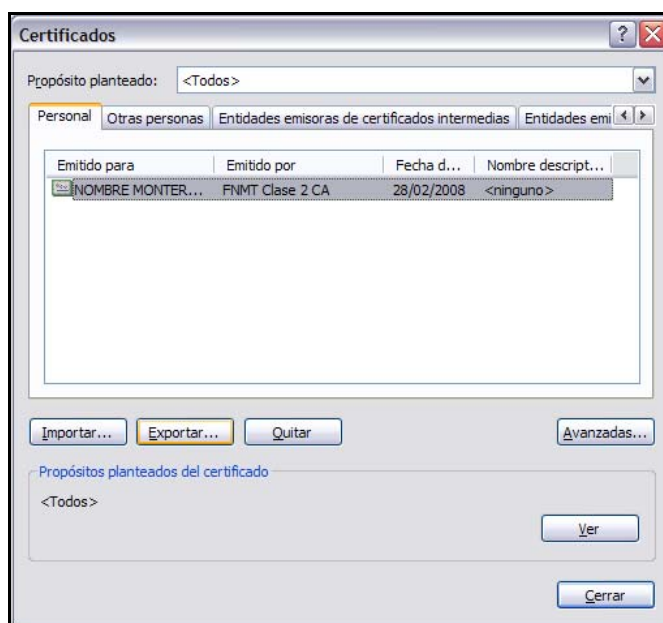 Certificados
Propósito planteado: <Todos>
Personal Otras personas Entidades emisoras de certificados intermedias Entidades emi
Emitido para Emitido por Fecha d... Nombre descript...
NOMBRE MONTER... FNMT Clase 2 CA 28/02/2008 <ninguno>
Importar... Exportar... Quitar Avanzadas...
Propósitos planteados del certificado
<Todos>
Ver
Cerrar